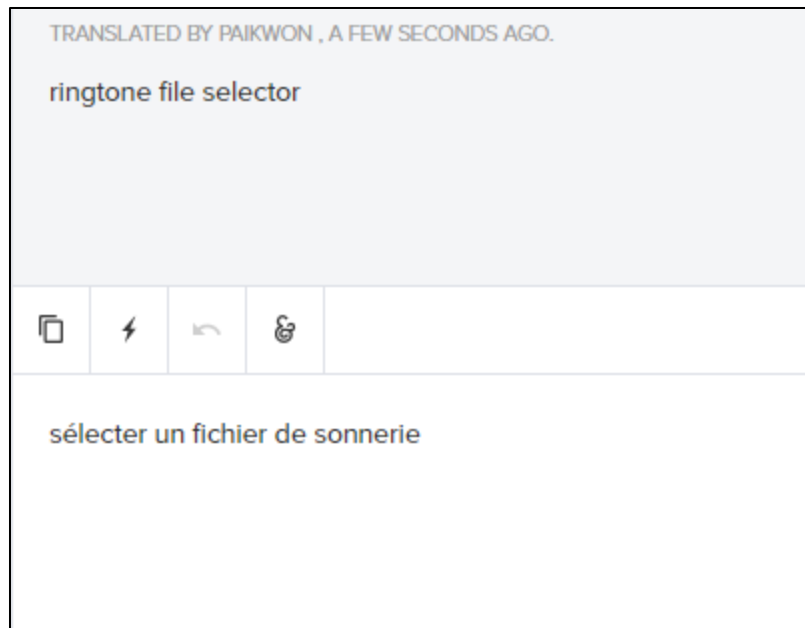 TRANSLATED BY PAIKWON , A FEW SECONDS AGO.
ringtone file selector
sélecter un fichier de sonnerie